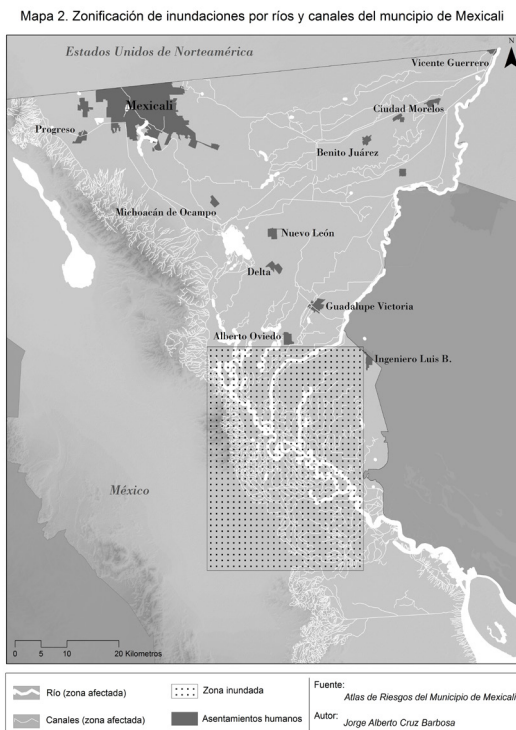 Mapa 2. Zonificación de inundaciones por ríos y canales del muncipio de Mexicali
Estados Unidos de Norteamérica
N
Vicente Guerrero
Mexicali
Ciudad Morelos
Progreso
Benito Juárez
Michoacán de Ocampo
Nuevo León
Delta
Guadalupe Victoria
Alberto Oviedo
Ingeniero Luis B.
México
0 5 10 20 Kilometros
Río (zona afectada)
Zona inundada
Canales (zona afectada)
Asentamientos humanos
Fuente:
Atlas de Riesgos del Municipio de Mexicali
Autor: Jorge Alberto Cruz Barbosa